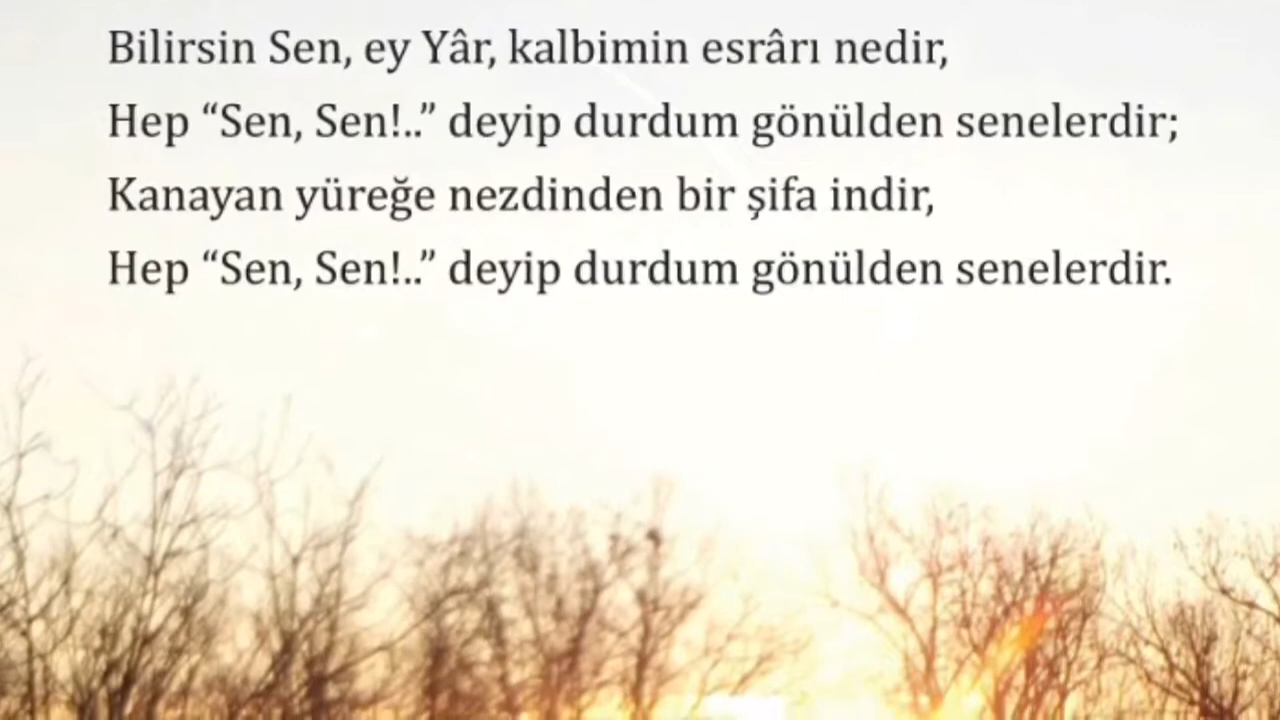 Bilirsin Sen, ey Yâr, kalbimin esrârı nedir,
Hep “Sen, Sen!..” deyip durdum gönülden senelerdir;
Kanayan yüreğe nezdinden bir şifa indir,
Hep “Sen, Sen!..” deyip durdum gönülden senelerdir.